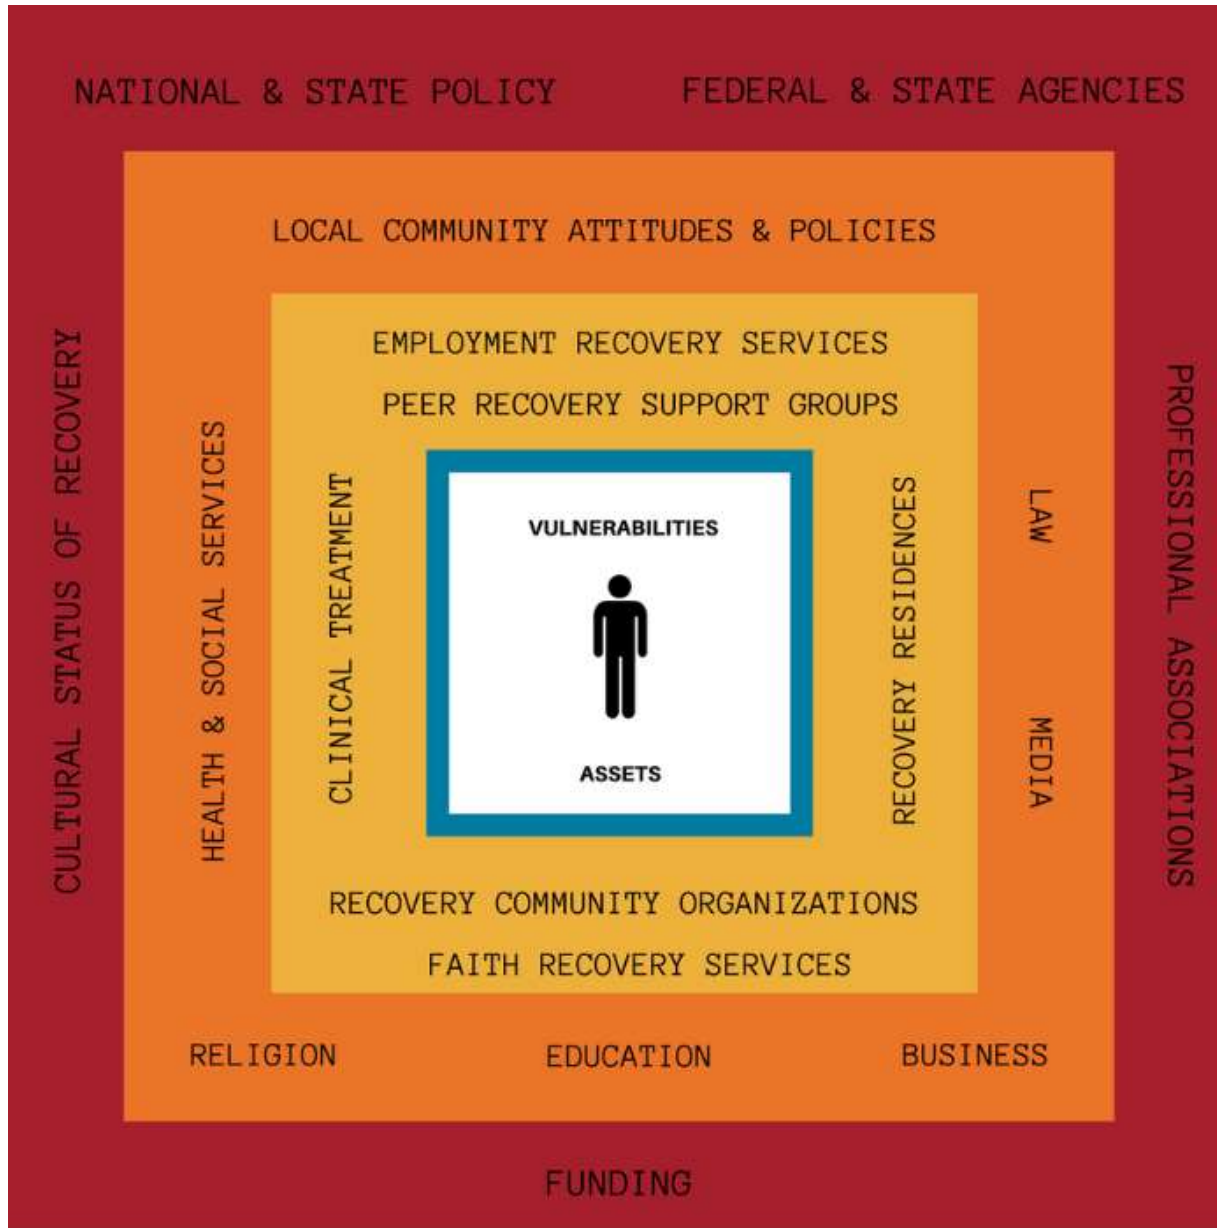 NATIONAL & STATE POLICY
FEDERAL & STATE AGENCIES
LOCAL COMMUNITY ATTITUDES & POLICIES
EMPLOYMENT RECOVERY SERVICES
PEER RECOVERY SUPPORT GROUPS
CULTURAL STATUS OF RECOVERY
HEALTH & SOCIAL SERVICES
CLINICAL TREATMENT
VULNERABILITIES
ASSETS
RECOVERY RESIDENCES
LAW
MEDIA
PROFESSIONAL ASSOCIATIONS
RECOVERY COMMUNITY ORGANIZATIONS
FAITH RECOVERY SERVICES
RELIGION
EDUCATION
BUSINESS
FUNDING